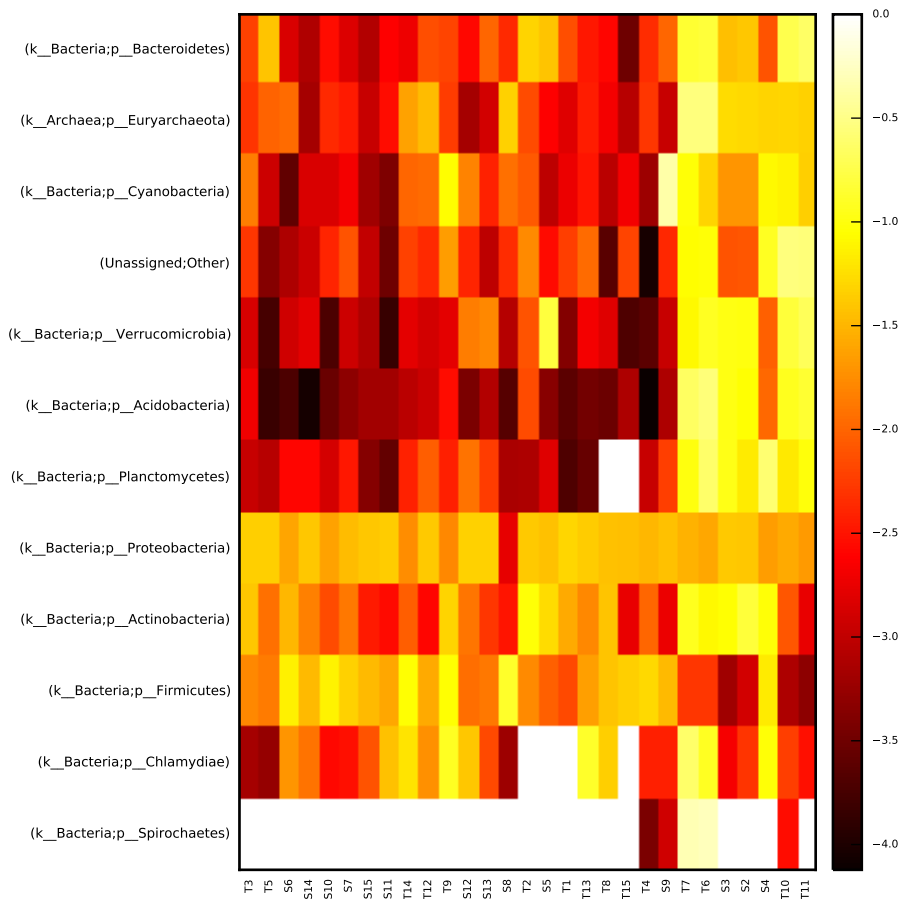 (k__Bacteria;p__Bacteroidetes)
(k__Archaea;p__Euryarchaeota)
(k__Bacteria;p__Cyanobacteria)
(Unassigned;Other)
(k__Bacteria;p__Verrucomicrobia)
(k__Bacteria;p__Acidobacteria)
(k__Bacteria;p__Planctomycetes)
(k__Bacteria;p__Proteobacteria)
(k__Bacteria;p__Actinobacteria)
(k__Bacteria;p__Firmicutes)
(k__Bacteria;p__Chlamydiae)
(k__Bacteria;p__Spirochaetes)
T3 T5 S6 S14 S10 S7 S15 S11 T14 T12 T9 S12 S13 S8 T2 S5 T1 T13 T8 T15 T4 S9 T7 T6 S3 S2 S4 T10 T11
0.0
−0.5
−1.0
−1.5
−2.0
−2.5
−3.0
−3.5
−4.0